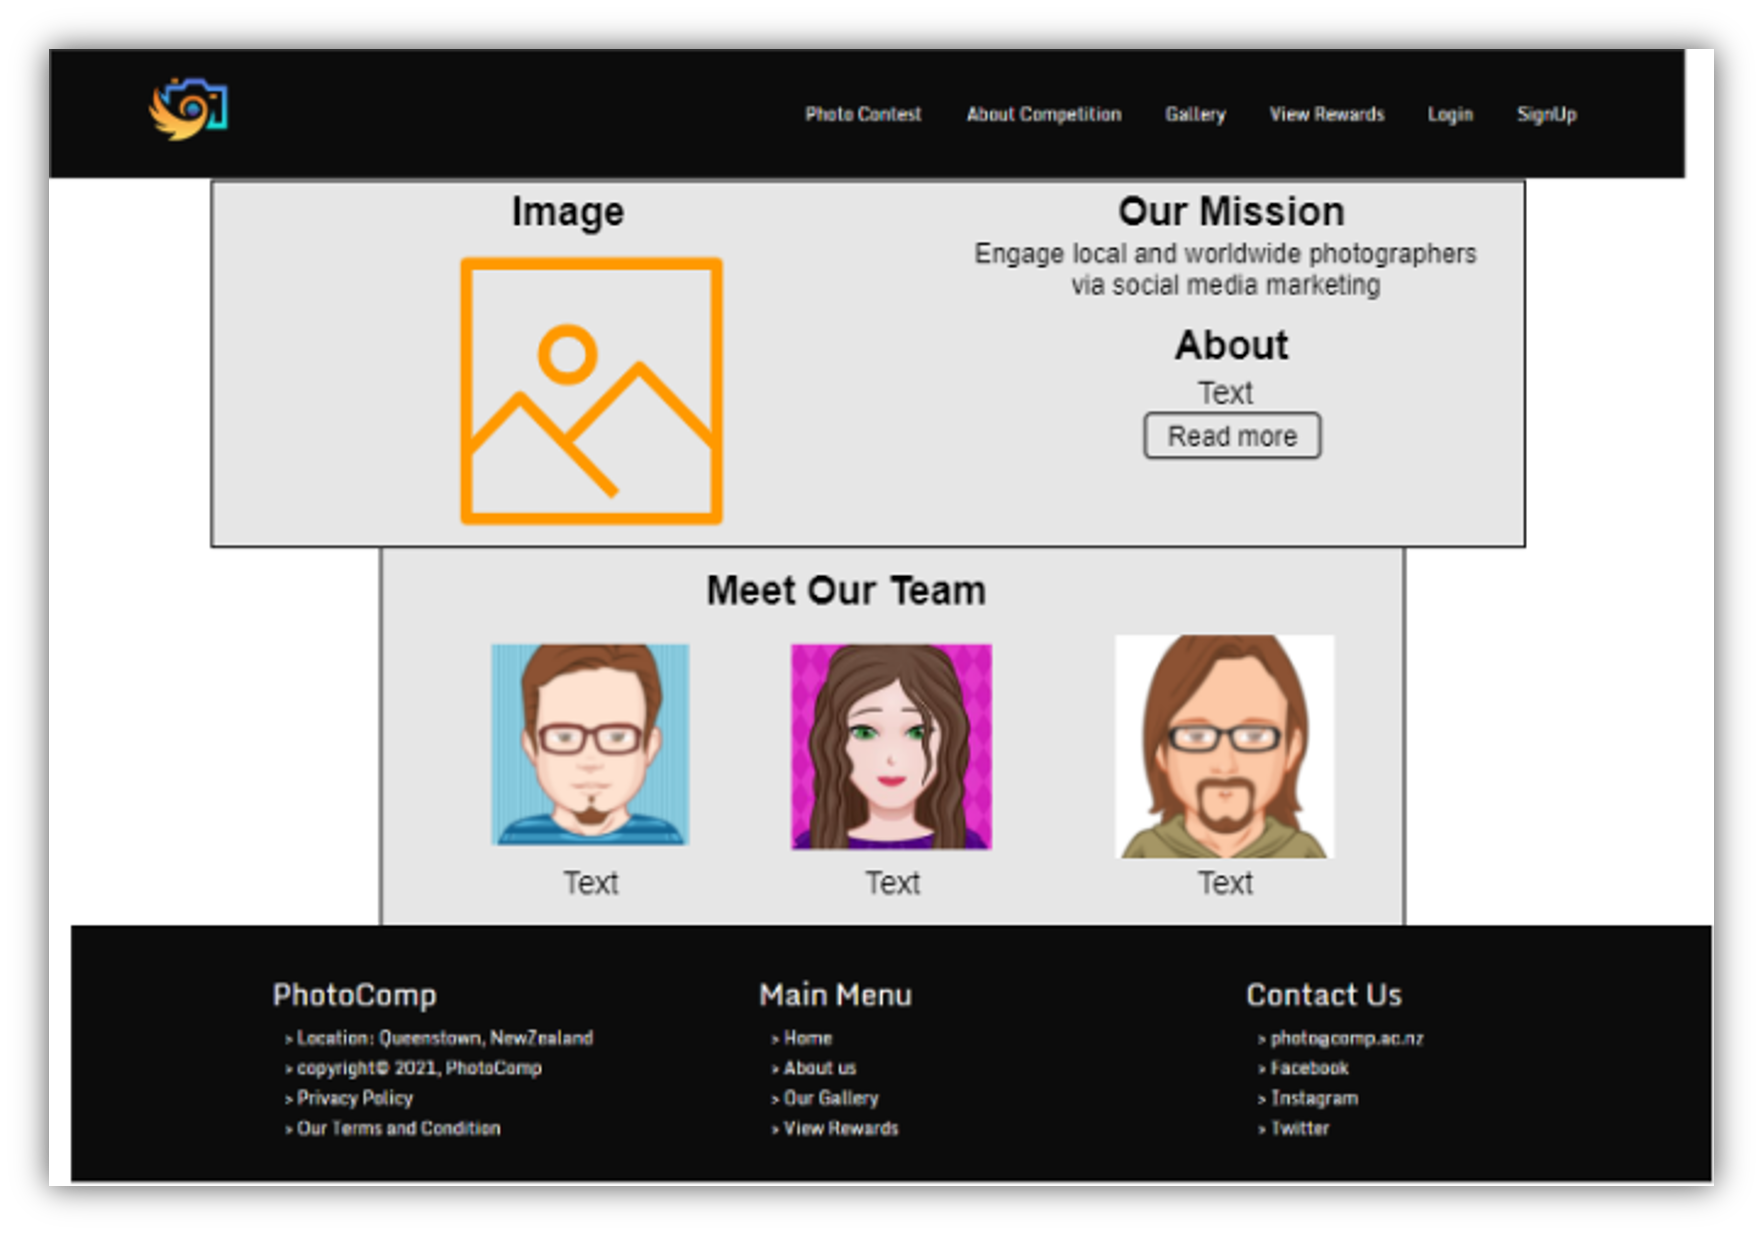 Photo Contest About Competition Gallery View Rewards Login SignUp
Image
Our Mission
Engage local and worldwide photographers
via social media marketing
About
Text
Read more
Meet Our Team
Text Text Text
PhotoComp
> Location: Queenstown, NewZealand
> copyright© 2021, PhotoComp
> Privacy Policy
> Our Terms and Condition
Main Menu
> Home
> About us
> Our Gallery
> View Rewards
Contact Us
> photo@comp.ac.nz
> Facebook
> Instagram
> Twitter